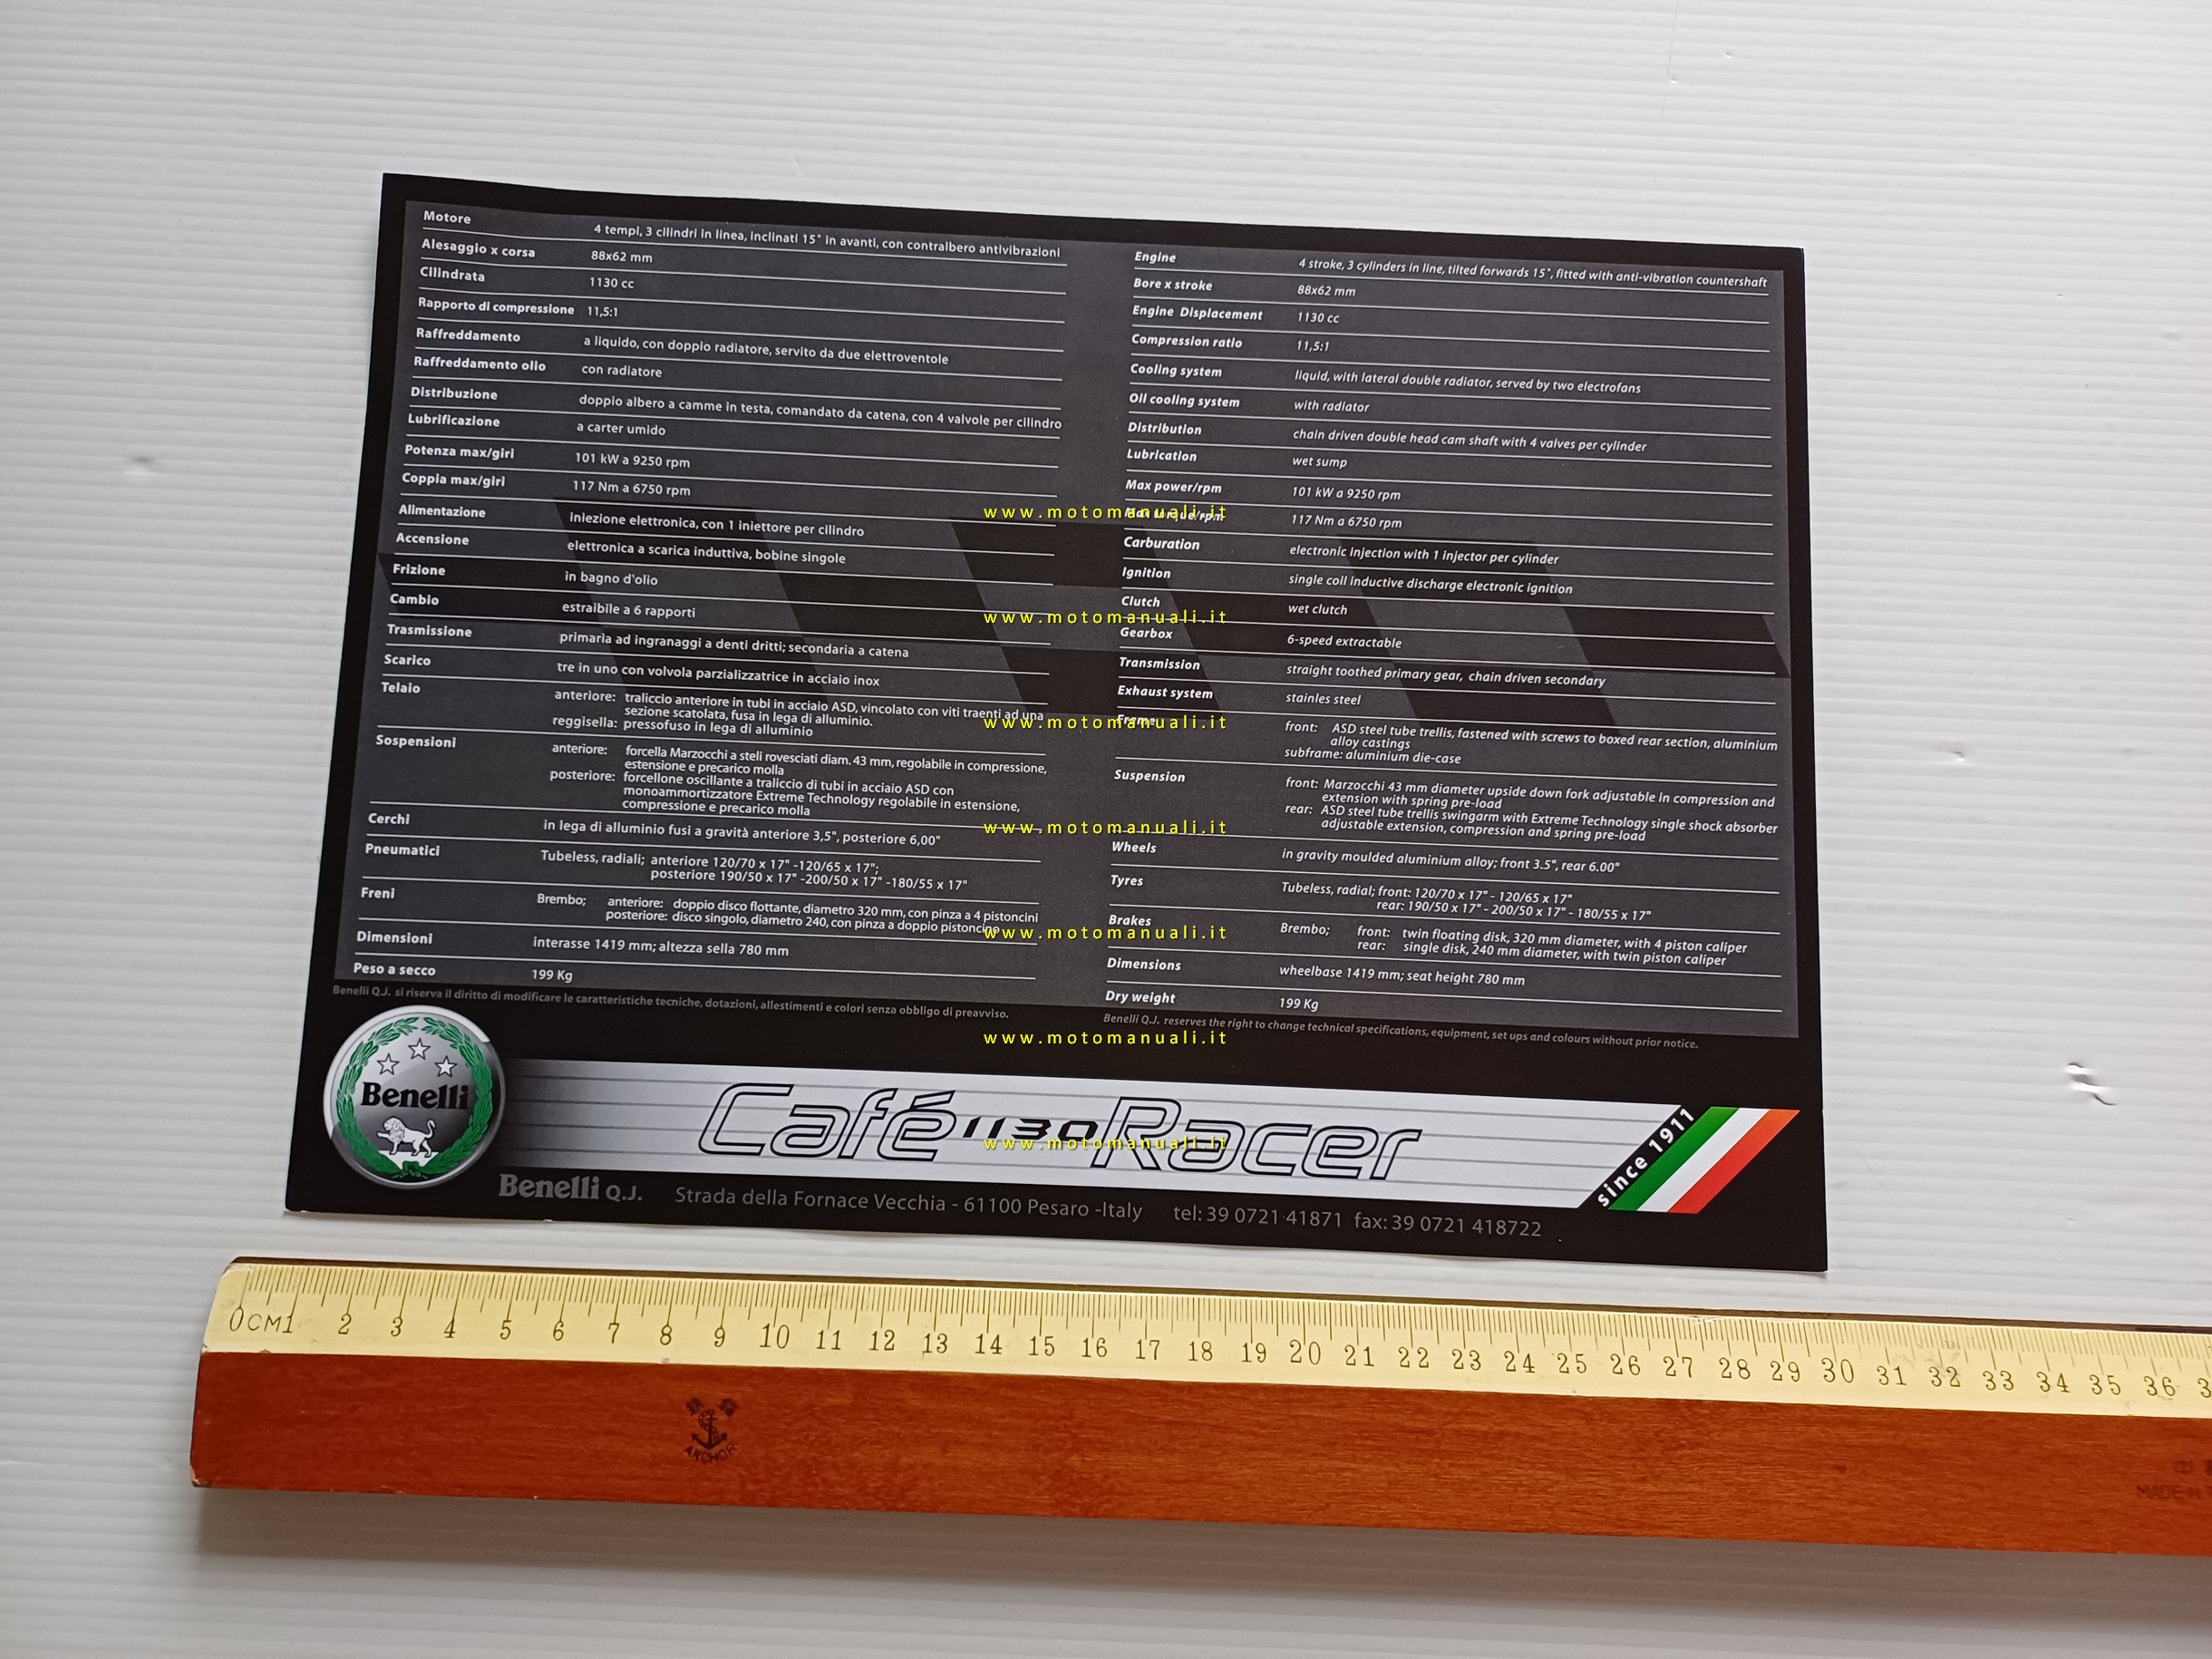 Motore 4 tempi, 3 cilindri in linea, inclinati 15° in avanti, con contralbero antivibrazioni
Alesaggio x corsa 88x62 mm
Cilindrata 1130 cc
Rapporto di compressione 11,5:1
Raffreddamento a liquido, con doppio radiatore, servito da due elettroventole
Raffreddamento olio con radiatore
Distribuzione doppio albero a camme in testa, comandato da catena, con 4 valvole per cilindro
Lubrificazione a carter umido
Potenza max/giri 101 kW a 9250 rpm
Coppia max/giri 117 Nm a 6750 rpm
Alimentazione iniezione elettronica, con 1 iniettore per cilindro
Accensione elettronica a scarica induttiva, bobine singole
Frizione in bagno d'olio
Cambio estraibile a 6 rapporti
Trasmissione primaria ad ingranaggi a denti dritti; secondaria a catena
Scarico tre in uno con volvola parzializzatrice in acciaio inox
Telaio anteriore: traliccio anteriore in tubi in acciaio ASD, vincolato con viti traenti ad una
sezione scatolata, fusa in lega di alluminio.
reggisella: pressofuso in lega di alluminio
Sospensioni anteriore: forcella Marzocchi a steli rovesciati diam. 43 mm, regolabile in compressione,
estensione e precarico molla
posteriore: forcellone oscillante a traliccio di tubi in acciaio ASD con
monoammortizzatore Extreme Technology regolabile in estensione,
compressione e precarico molla
Cerchi in lega di alluminio fusi a gravità anteriore 3,5", posteriore 6,00"
Pneumatici Tubeless, radiali; anteriore 120/70 x 17" -120/65 x 17";
posteriore 190/50 x 17" -200/50 x 17" -180/55 x 17"
Freni Brembo; anteriore: doppio disco flottante, diametro 320 mm, con pinza a 4 pistoncini
posteriore: disco singolo, diametro 240, con pinza a doppio pistoncino
Dimensioni interasse 1419 mm; altezza sella 780 mm
Peso a secco 199 Kg
Benelli Q.J. si riserva il diritto di modificare le caratteristiche tecniche, dotazioni, allestimenti e colori senza obbligo di preavviso.
Engine 4 stroke, 3 cylinders in line, tilted forwards 15°, fitted with anti-vibration countershaft
Bore x stroke 88x62 mm
Engine Displacement 1130 cc
Compression ratio 11,5:1
Cooling system liquid, with lateral double radiator, served by two electrofans
Oil cooling system with radiator
Distribution chain driven double head cam shaft with 4 valves per cylinder
Lubrication wet sump
Max power/rpm 101 kW a 9250 rpm
Max torque/rpm 117 Nm a 6750 rpm
Carburation electronic injection with 1 injector per cylinder
Ignition single coil inductive discharge electronic ignition
Clutch wet clutch
Gearbox 6-speed extractable
Transmission straight toothed primary gear, chain driven secondary
Exhaust system stainles steel
Frame front: ASD steel tube trellis, fastened with screws to boxed rear section, aluminium
alloy castings
subframe: aluminium die-case
Suspension front: Marzocchi 43 mm diameter upside down fork adjustable in compression and
extension with spring pre-load
rear: ASD steel tube trellis swingarm with Extreme Technology single shock absorber
adjustable extension, compression and spring pre-load
Wheels in gravity moulded aluminium alloy; front 3.5", rear 6.00"
Tyres Tubeless, radial; front: 120/70 x 17" - 120/65 x 17"
rear: 190/50 x 17" - 200/50 x 17" - 180/55 x 17"
Brakes Brembo; front: twin floating disk, 320 mm diameter, with 4 piston caliper
rear: single disk, 240 mm diameter, with twin piston caliper
Dimensions wheelbase 1419 mm; seat height 780 mm
Dry weight 199 Kg
Benelli Q.J. reserves the right to change technical specifications, equipment, set ups and colours without prior notice.
www.motomanuali.it
www.motomanuali.it
www.motomanuali.it
www.motomanuali.it
www.motomanuali.it
www.motomanuali.it
www.motomanuali.it
Benelli
Café 1130 Racer
since 1911
Benelli Q.J. Strada della Fornace Vecchia - 61100 Pesaro -Italy tel: 39 0721 41871 fax: 39 0721 418722
0CM1 2 3 4 5 6 7 8 9 10 11 12 13 14 15 16 17 18 19 20 21 22 23 24 25 26 27 28 29 30 31 32 33 34 35 36
ANCHOR
MADE IN